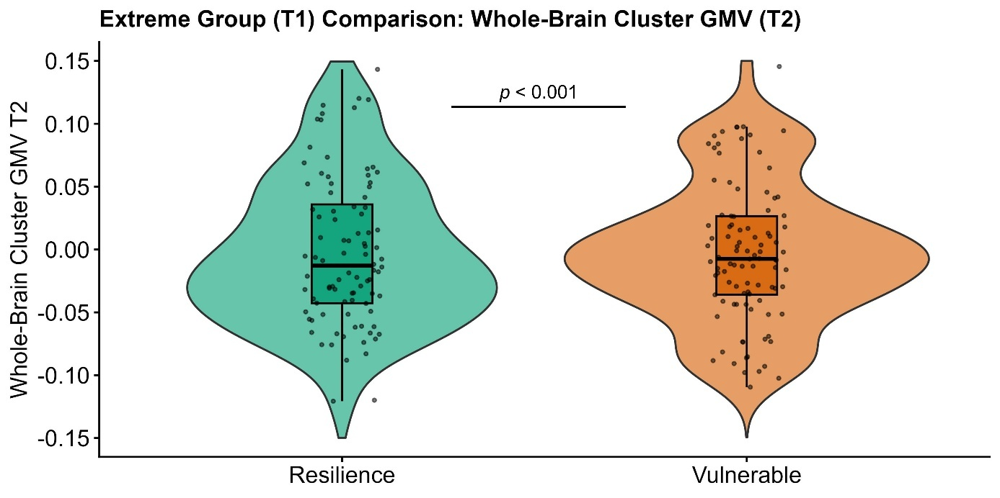 Extreme Group (T1) Comparison: Whole-Brain Cluster GMV (T2)
Whole-Brain Cluster GMV T2
0.15
0.10
0.05
0.00
-0.05
-0.10
-0.15
p < 0.001
Resilience
Vulnerable